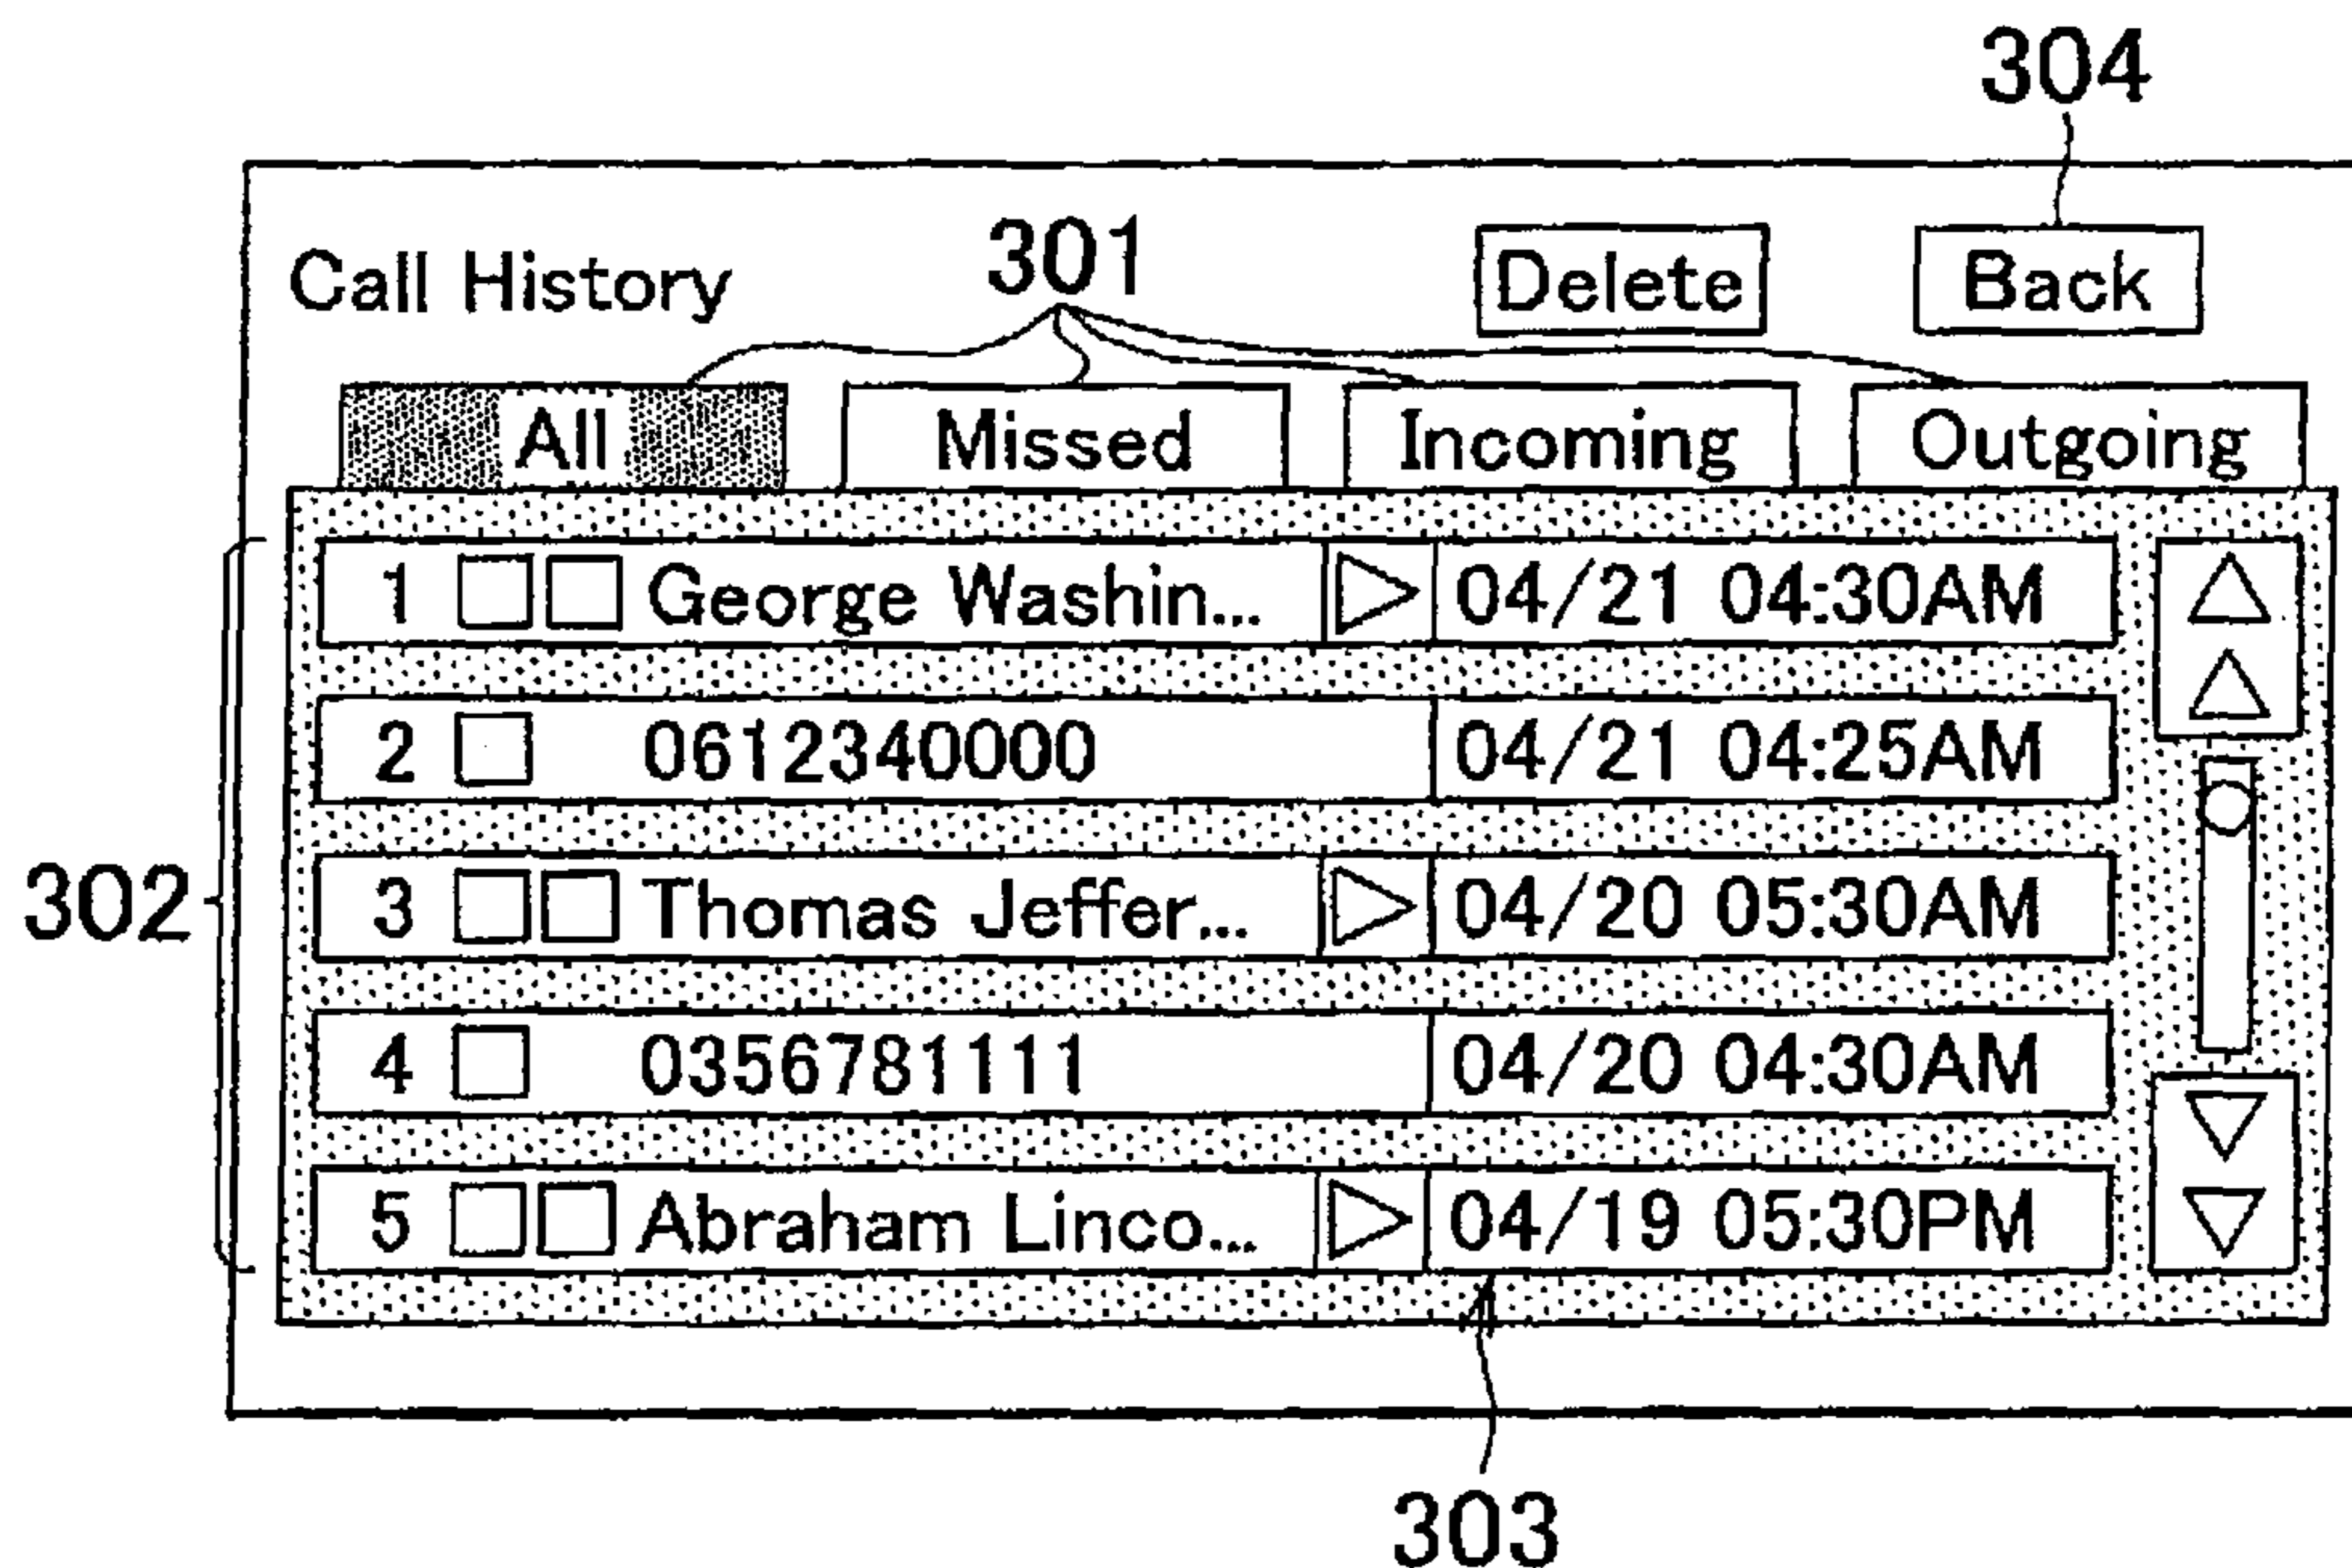 304
Call History 301 Delete Back
All Missed Incoming Outgoing
1 George Washin... 04/21 04:30AM
2 0612340000 04/21 04:25AM
302
3 Thomas Jeffer... 04/20 05:30AM
4 0356781111 04/20 04:30AM
5 Abraham Linco... 04/19 05:30PM
303